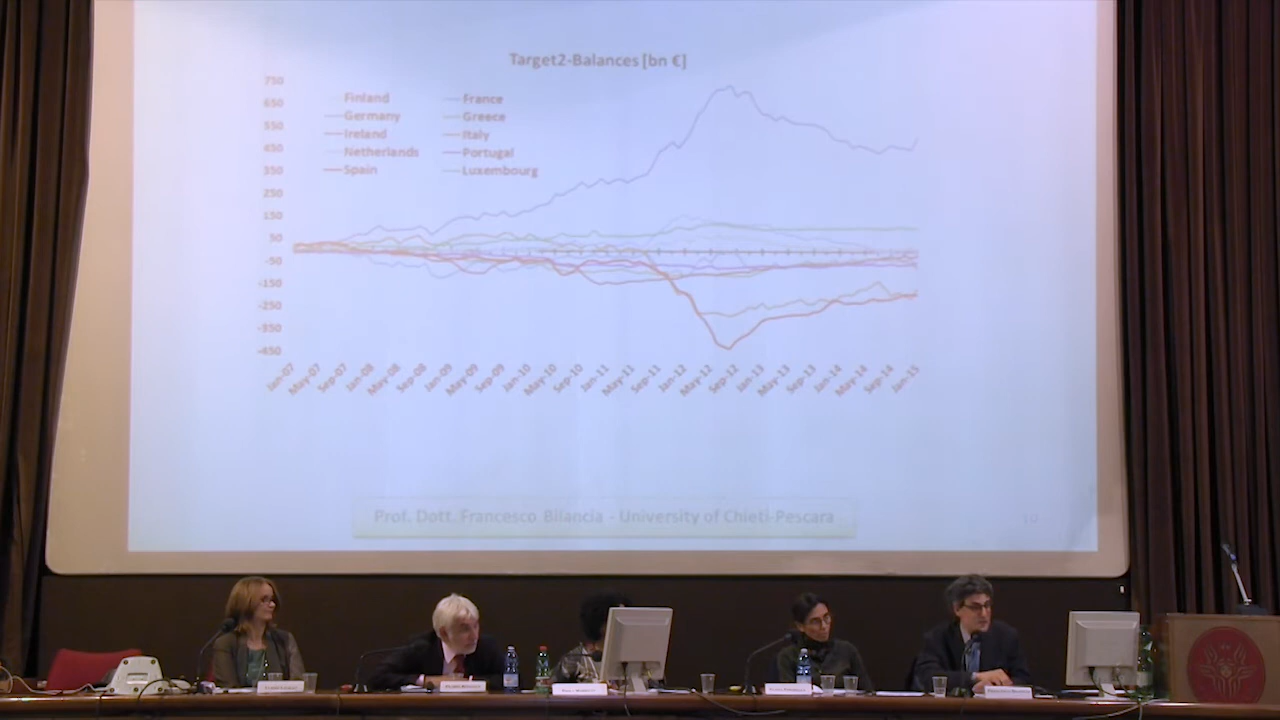 Target2-Balances [bn €]
750
650
550
450
350
250
150
50
-50
-150
-250
-350
-450
Finland
France
Germany
Greece
Ireland
Italy
Netherlands
Portugal
Spain
Luxembourg
Jan-07
May-07
Sep-07
Jan-08
May-08
Sep-08
Jan-09
May-09
Sep-09
Jan-10
May-10
Sep-10
Jan-11
May-11
Sep-11
Jan-12
May-12
Sep-12
Jan-13
May-13
Sep-13
Jan-14
May-14
Sep-14
Jan-15
Prof. Dott. Francesco Bilancia - University of Chieti-Pescara
10